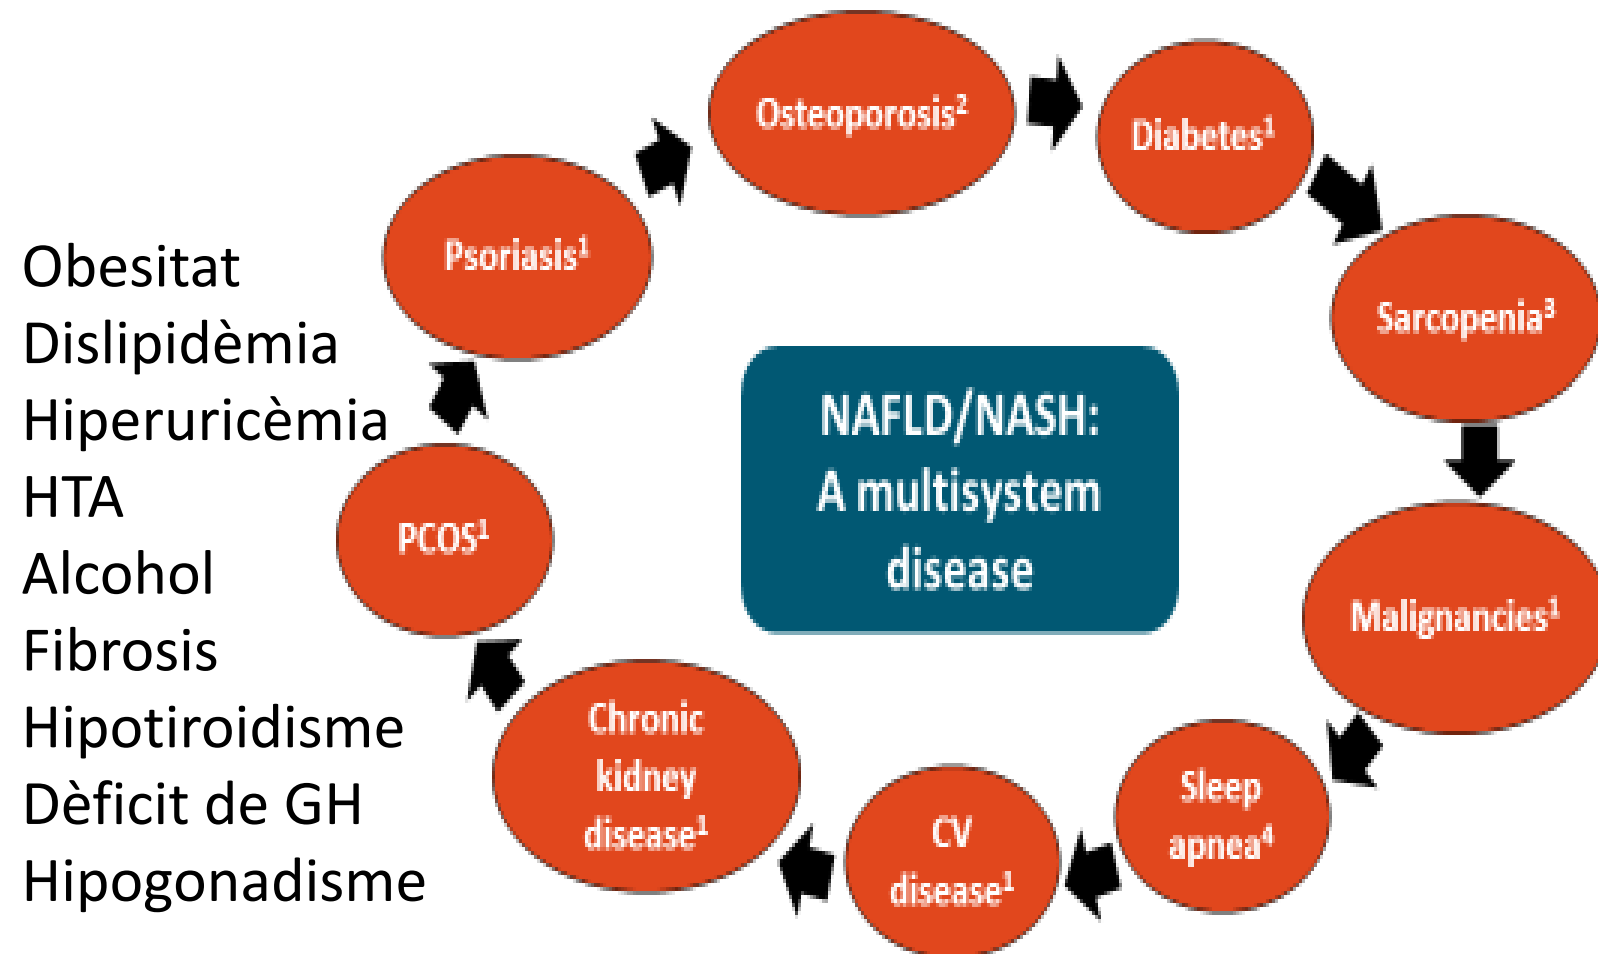 Obesitat
Dislipidèmia
Hiperuricèmia
HTA
Alcohol
Fibrosis
Hipotiroidisme
Dèficit de GH
Hipogonadisme
Osteoporosis²
Diabetes¹
Sarcopenia³
Malignancies¹
Sleep
apnea⁴
CV
disease¹
Chronic
kidney
disease¹
PCOS¹
Psoriasis¹
NAFLD/NASH:
A multisystem
disease